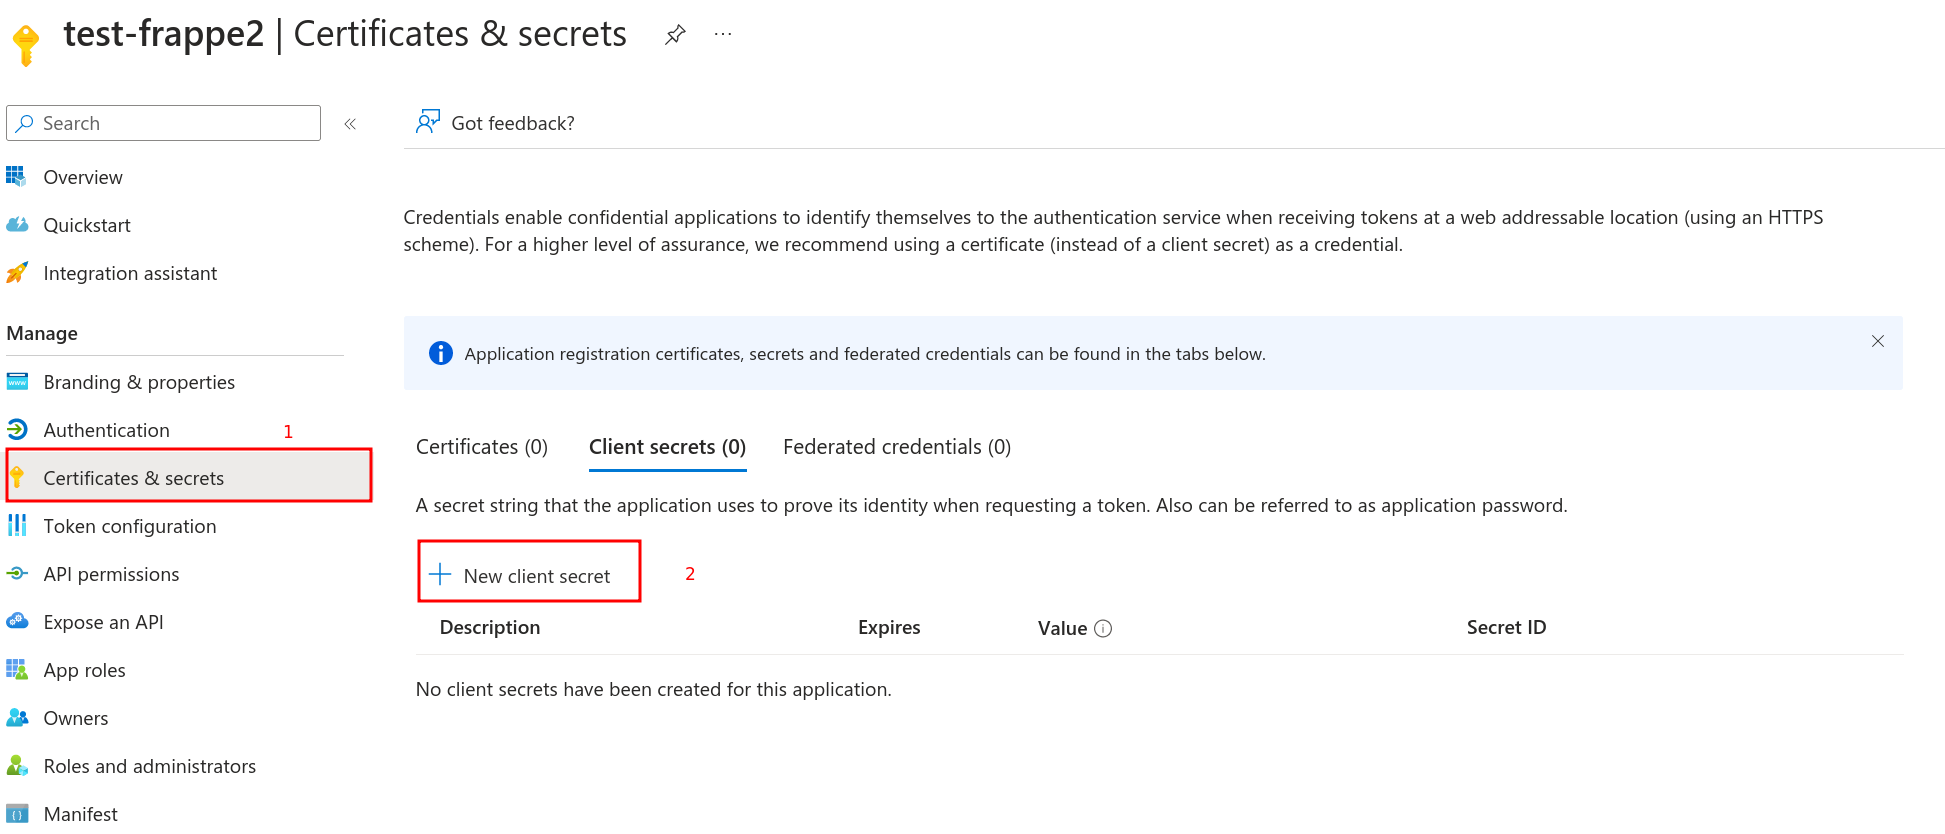 test-frappe2 | Certificates & secrets
Search
Overview
Quickstart
Integration assistant
Manage
Branding & properties
Authentication
1
Certificates & secrets
Token configuration
API permissions
Expose an API
App roles
Owners
Roles and administrators
Manifest
Got feedback?
Credentials enable confidential applications to identify themselves to the authentication service when receiving tokens at a web addressable location (using an HTTPS
scheme). For a higher level of assurance, we recommend using a certificate (instead of a client secret) as a credential.
Application registration certificates, secrets and federated credentials can be found in the tabs below.
Certificates (0) Client secrets (0) Federated credentials (0)
A secret string that the application uses to prove its identity when requesting a token. Also can be referred to as application password.
New client secret 2
Description Expires Value Secret ID
No client secrets have been created for this application.